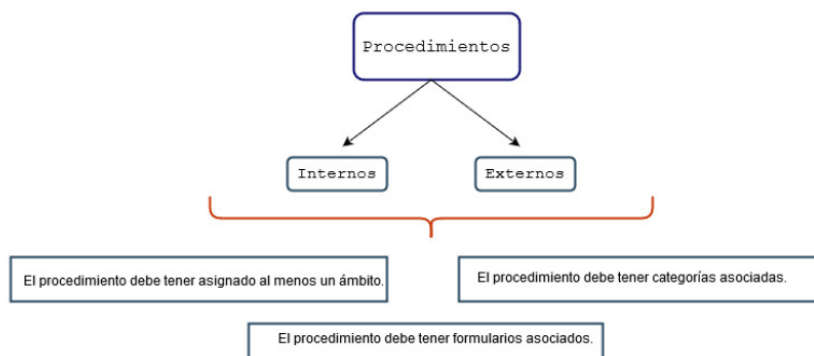 Procedimientos
Internos
Externos
El procedimiento debe tener asignado al menos un ámbito.
El procedimiento debe tener categorías asociadas.
El procedimiento debe tener formularios asociados.